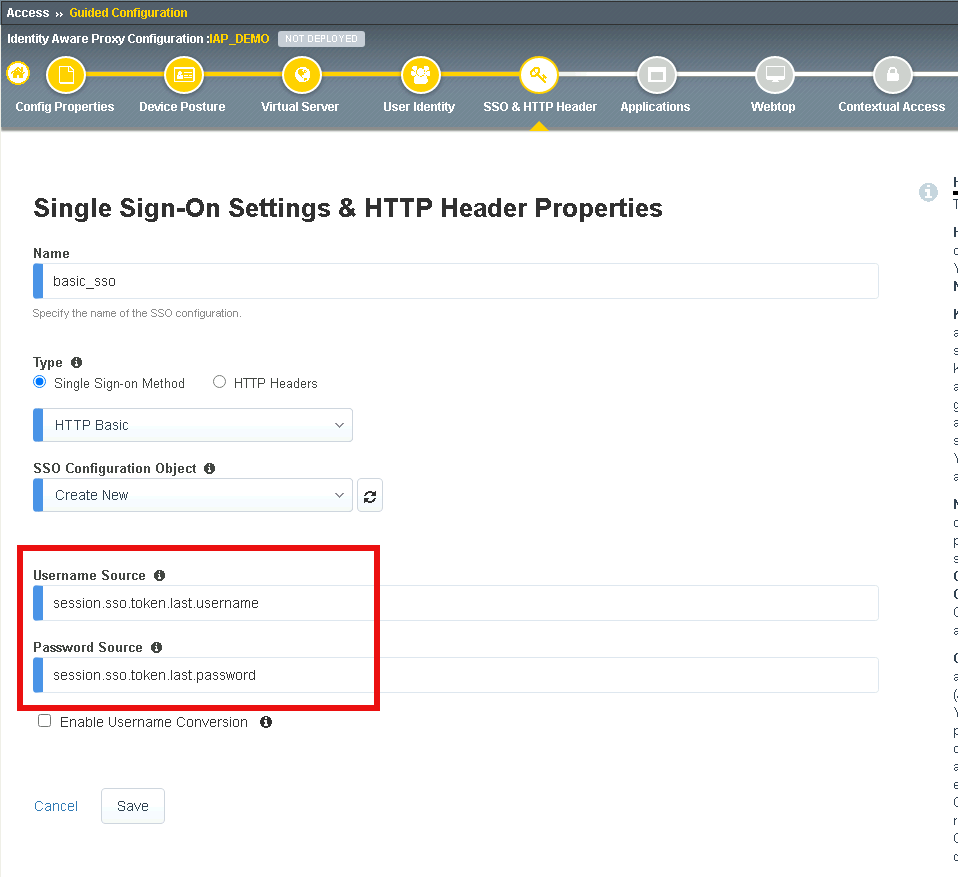 Access ›› Guided Configuration
Identity Aware Proxy Configuration :IAP_DEMO NOT DEPLOYED
Config Properties Device Posture Virtual Server User Identity SSO & HTTP Header Applications Webtop Contextual Access
Single Sign-On Settings & HTTP Header Properties
Name
basic_sso
Specify the name of the SSO configuration.
Type
Single Sign-on Method HTTP Headers
HTTP Basic
SSO Configuration Object
Create New
Username Source
session.sso.token.last.username
Password Source
session.sso.token.last.password
Enable Username Conversion
Cancel Save